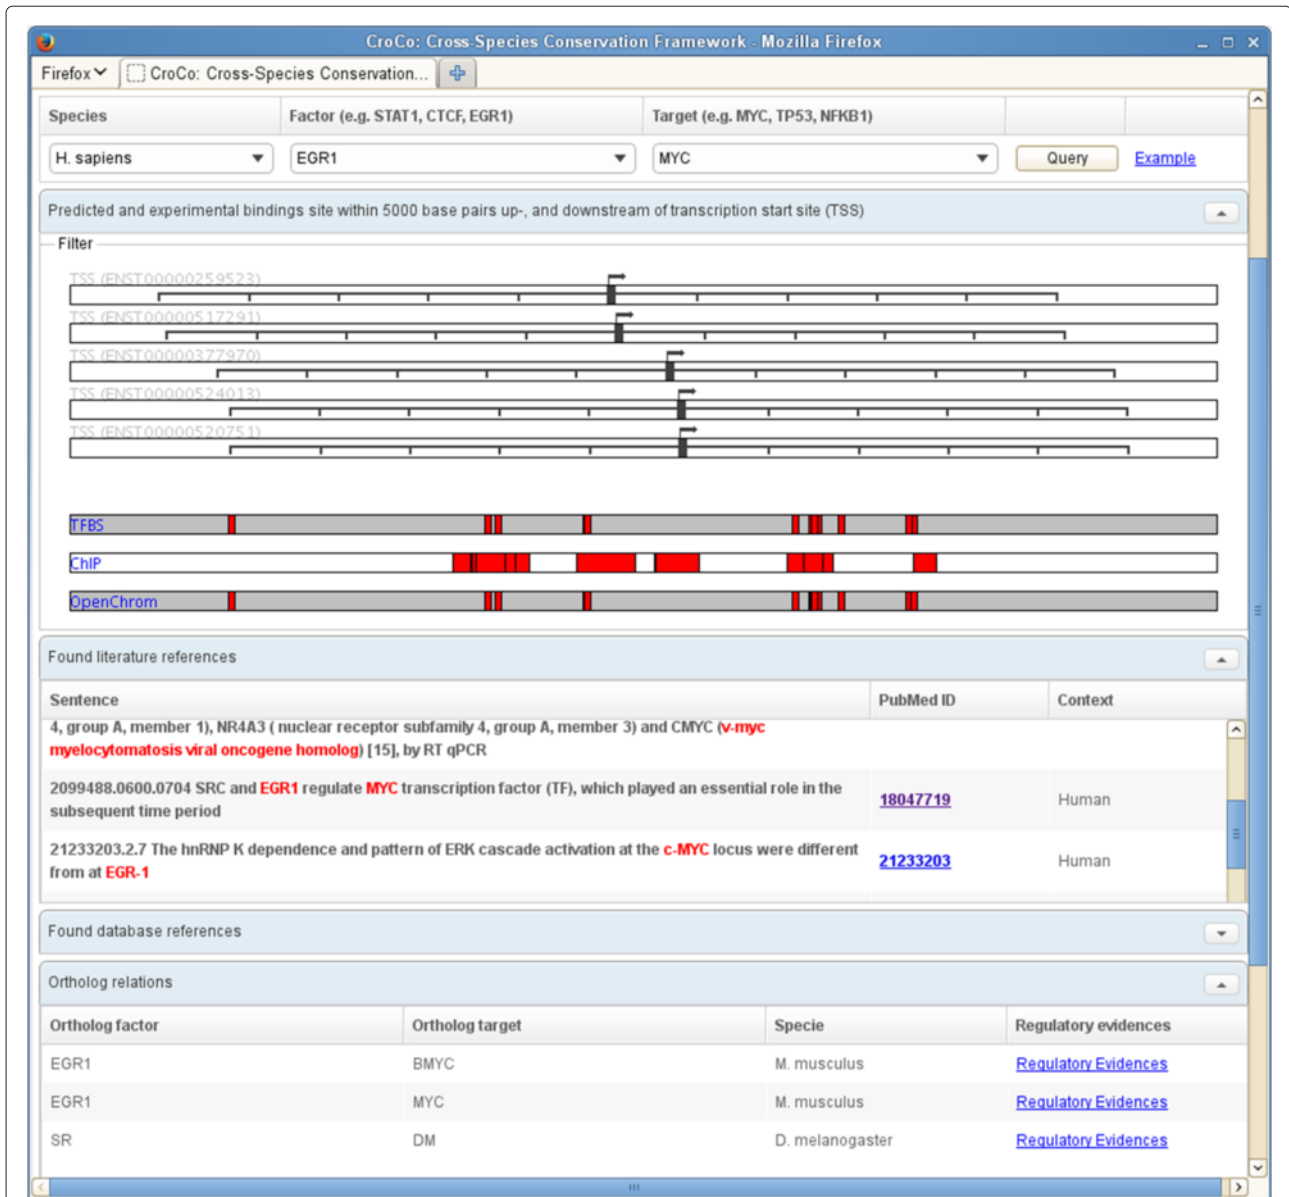 CroCo: Cross-Species Conservation Framework - Mozilla Firefox
Firefox
CroCo: Cross-Species Conservation...
Species Factor (e.g. STAT1, CTCF, EGR1) Target (e.g. MYC, TP53, NFKB1)
H. sapiens EGR1 MYC Query Example
Predicted and experimental bindings site within 5000 base pairs up-, and downstream of transcription start site (TSS)
Filter
TSS (ENST00000259523)
TSS (ENST00000517291)
TSS (ENST00000377970)
TSS (ENST00000524013)
TSS (ENST00000520751)
TFBS
ChIP
OpenChrom
Found literature references
Sentence PubMed ID Context
4, group A, member 1), NR4A3 ( nuclear receptor subfamily 4, group A, member 3) and CMYC (v-myc
myelocytomatosis viral oncogene homolog) [15], by RT qPCR
2099488.0600.0704 SRC and EGR1 regulate MYC transcription factor (TF), which played an essential role in the
subsequent time period
18047719 Human
21233203.2.7 The hnRNP K dependence and pattern of ERK cascade activation at the c-MYC locus were different
from at EGR-1
21233203 Human
Found database references
Ortholog relations
Ortholog factor Ortholog target Specie Regulatory evidences
EGR1 BMYC M. musculus Regulatory Evidences
EGR1 MYC M. musculus Regulatory Evidences
SR DM D. melanogaster Regulatory Evidences